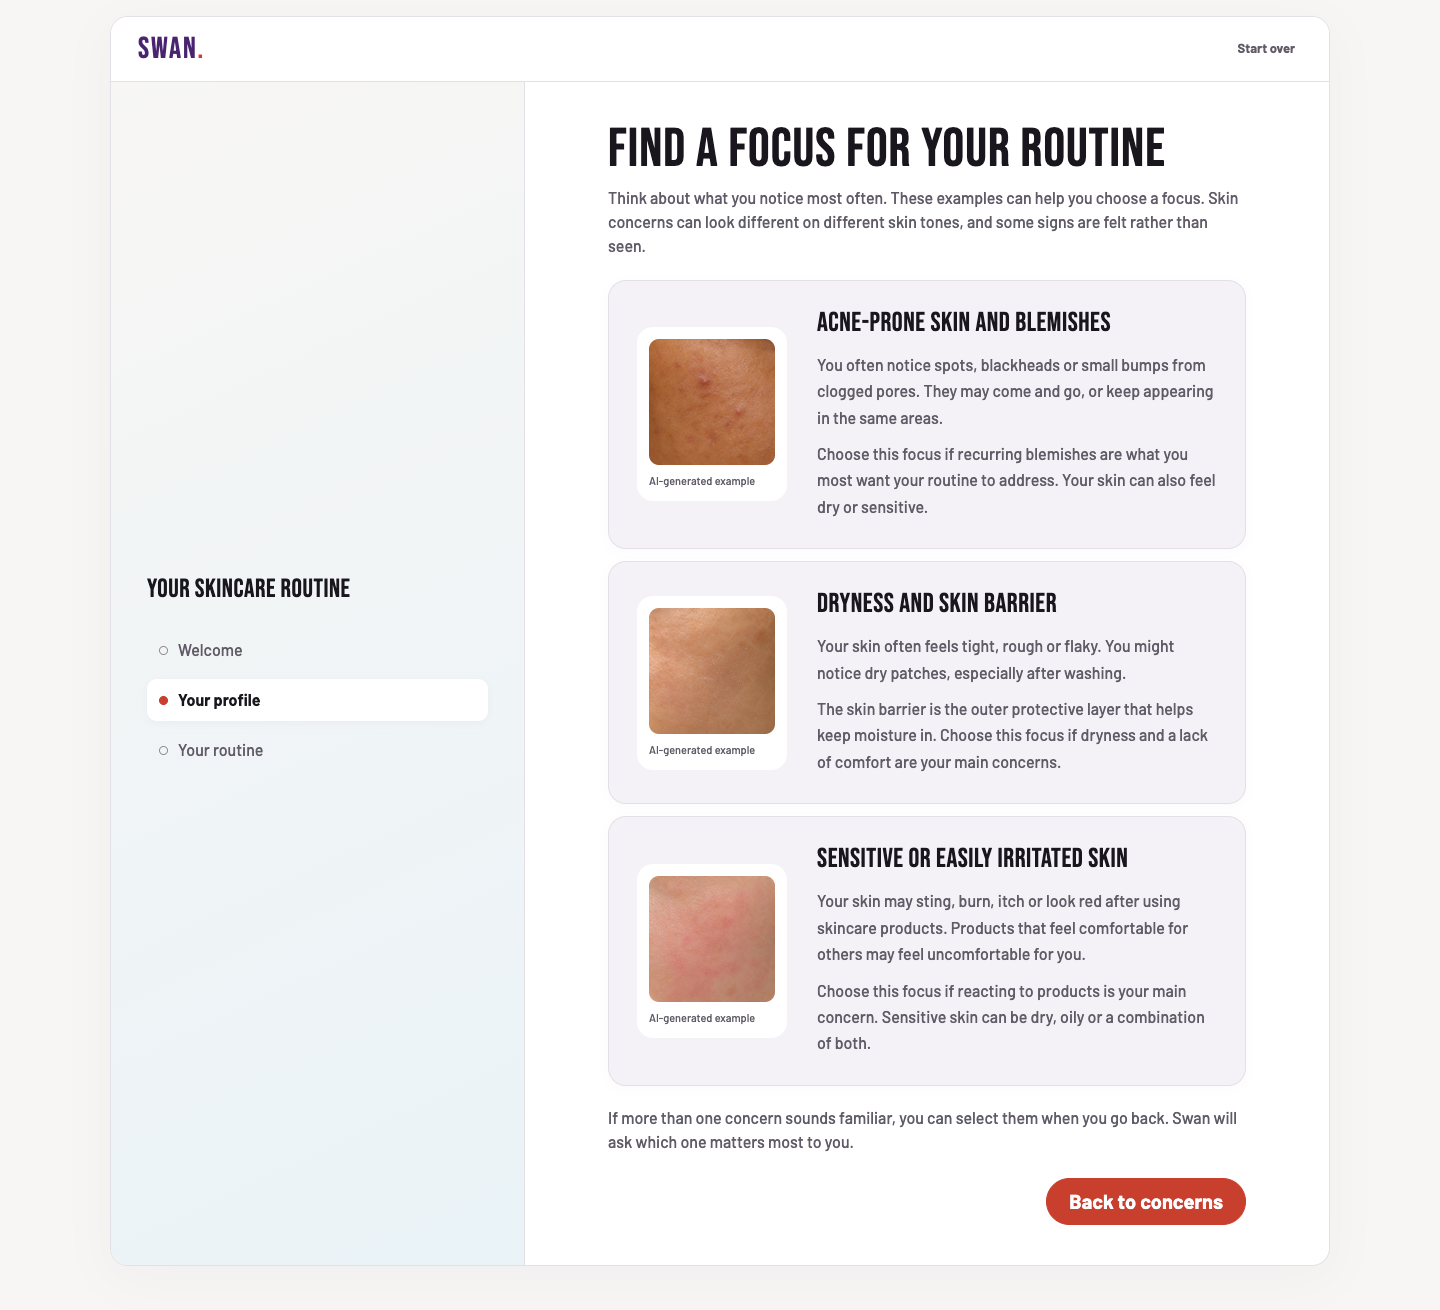 SWAN.
Start over
YOUR SKINCARE ROUTINE
Welcome
Your profile
Your routine
FIND A FOCUS FOR YOUR ROUTINE
Think about what you notice most often. These examples can help you choose a focus. Skin
concerns can look different on different skin tones, and some signs are felt rather than
seen.
AI-generated example
ACNE-PRONE SKIN AND BLEMISHES
You often notice spots, blackheads or small bumps from
clogged pores. They may come and go, or keep appearing
in the same areas.
Choose this focus if recurring blemishes are what you
most want your routine to address. Your skin can also feel
dry or sensitive.
AI-generated example
DRYNESS AND SKIN BARRIER
Your skin often feels tight, rough or flaky. You might
notice dry patches, especially after washing.
The skin barrier is the outer protective layer that helps
keep moisture in. Choose this focus if dryness and a lack
of comfort are your main concerns.
AI-generated example
SENSITIVE OR EASILY IRRITATED SKIN
Your skin may sting, burn, itch or look red after using
skincare products. Products that feel comfortable for
others may feel uncomfortable for you.
Choose this focus if reacting to products is your main
concern. Sensitive skin can be dry, oily or a combination
of both.
If more than one concern sounds familiar, you can select them when you go back. Swan will
ask which one matters most to you.
Back to concerns